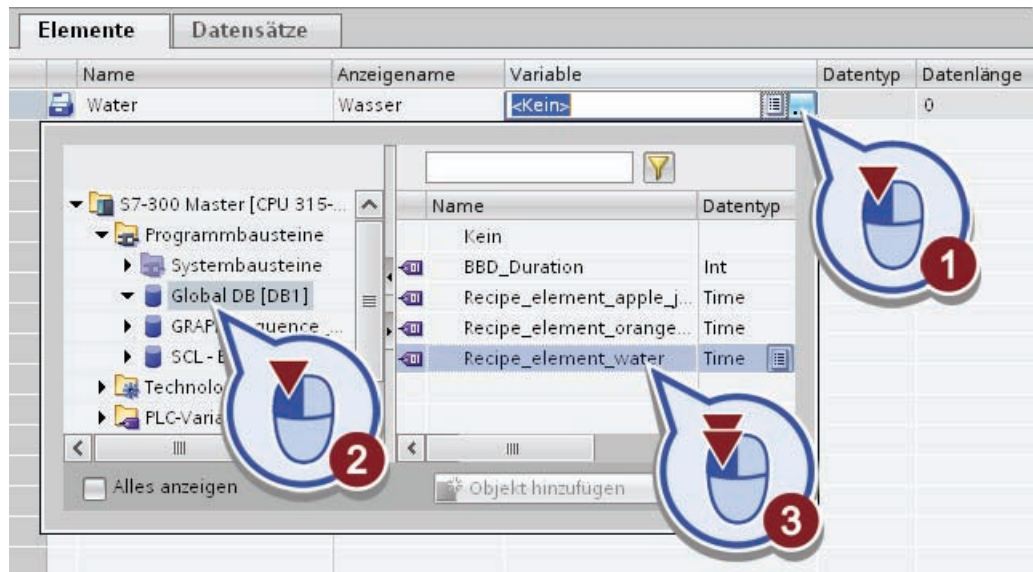 Elemente Datensätze
Name Anzeigename Variable Datentyp Datenlänge
Water Wasser <Kein> ... 0
1
Name Datentyp
S7-300 Master [CPU 315-...
Kein
Programmbausteine
Systembausteine
BBD_Duration Int
Global DB [DB1]
Recipe_element_apple_j... Time
Recipe_element_orange... Time
SCL - 
Recipe_element_water Time
Technolo
PLC-Varia
2
Alles anzeigen
Objekt hinzufügen
3